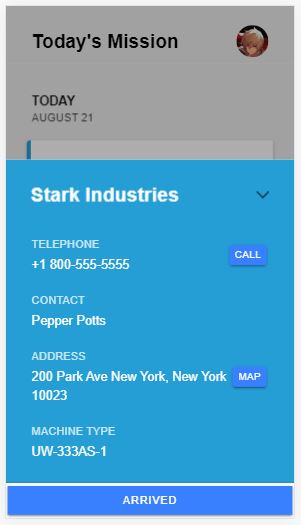 Today's Mission
TODAY
AUGUST 21
Stark Industries
TELEPHONE
+1 800-555-5555
CALL
CONTACT
Pepper Potts
ADDRESS
200 Park Ave New York, New York
10023
MAP
MACHINE TYPE
UW-333AS-1
ARRIVED